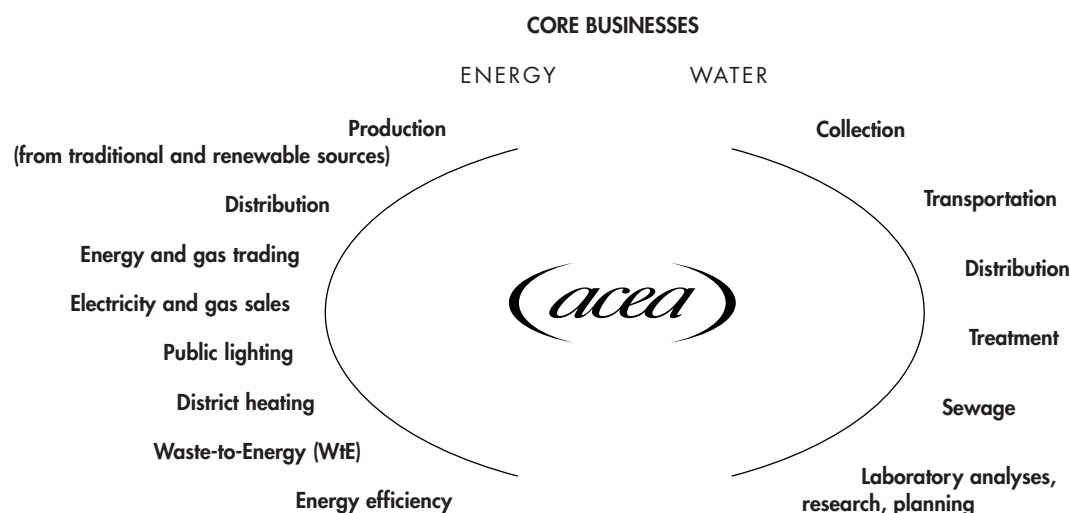 CORE BUSINESSES
ENERGY
WATER
Production
(from traditional and renewable sources)
Distribution
Energy and gas trading
Electricity and gas sales
Public lighting
District heating
Waste-to-Energy (WtE)
Energy efficiency
acea
Collection
Transportation
Distribution
Treatment
Sewage
Laboratory analyses,
research, planning